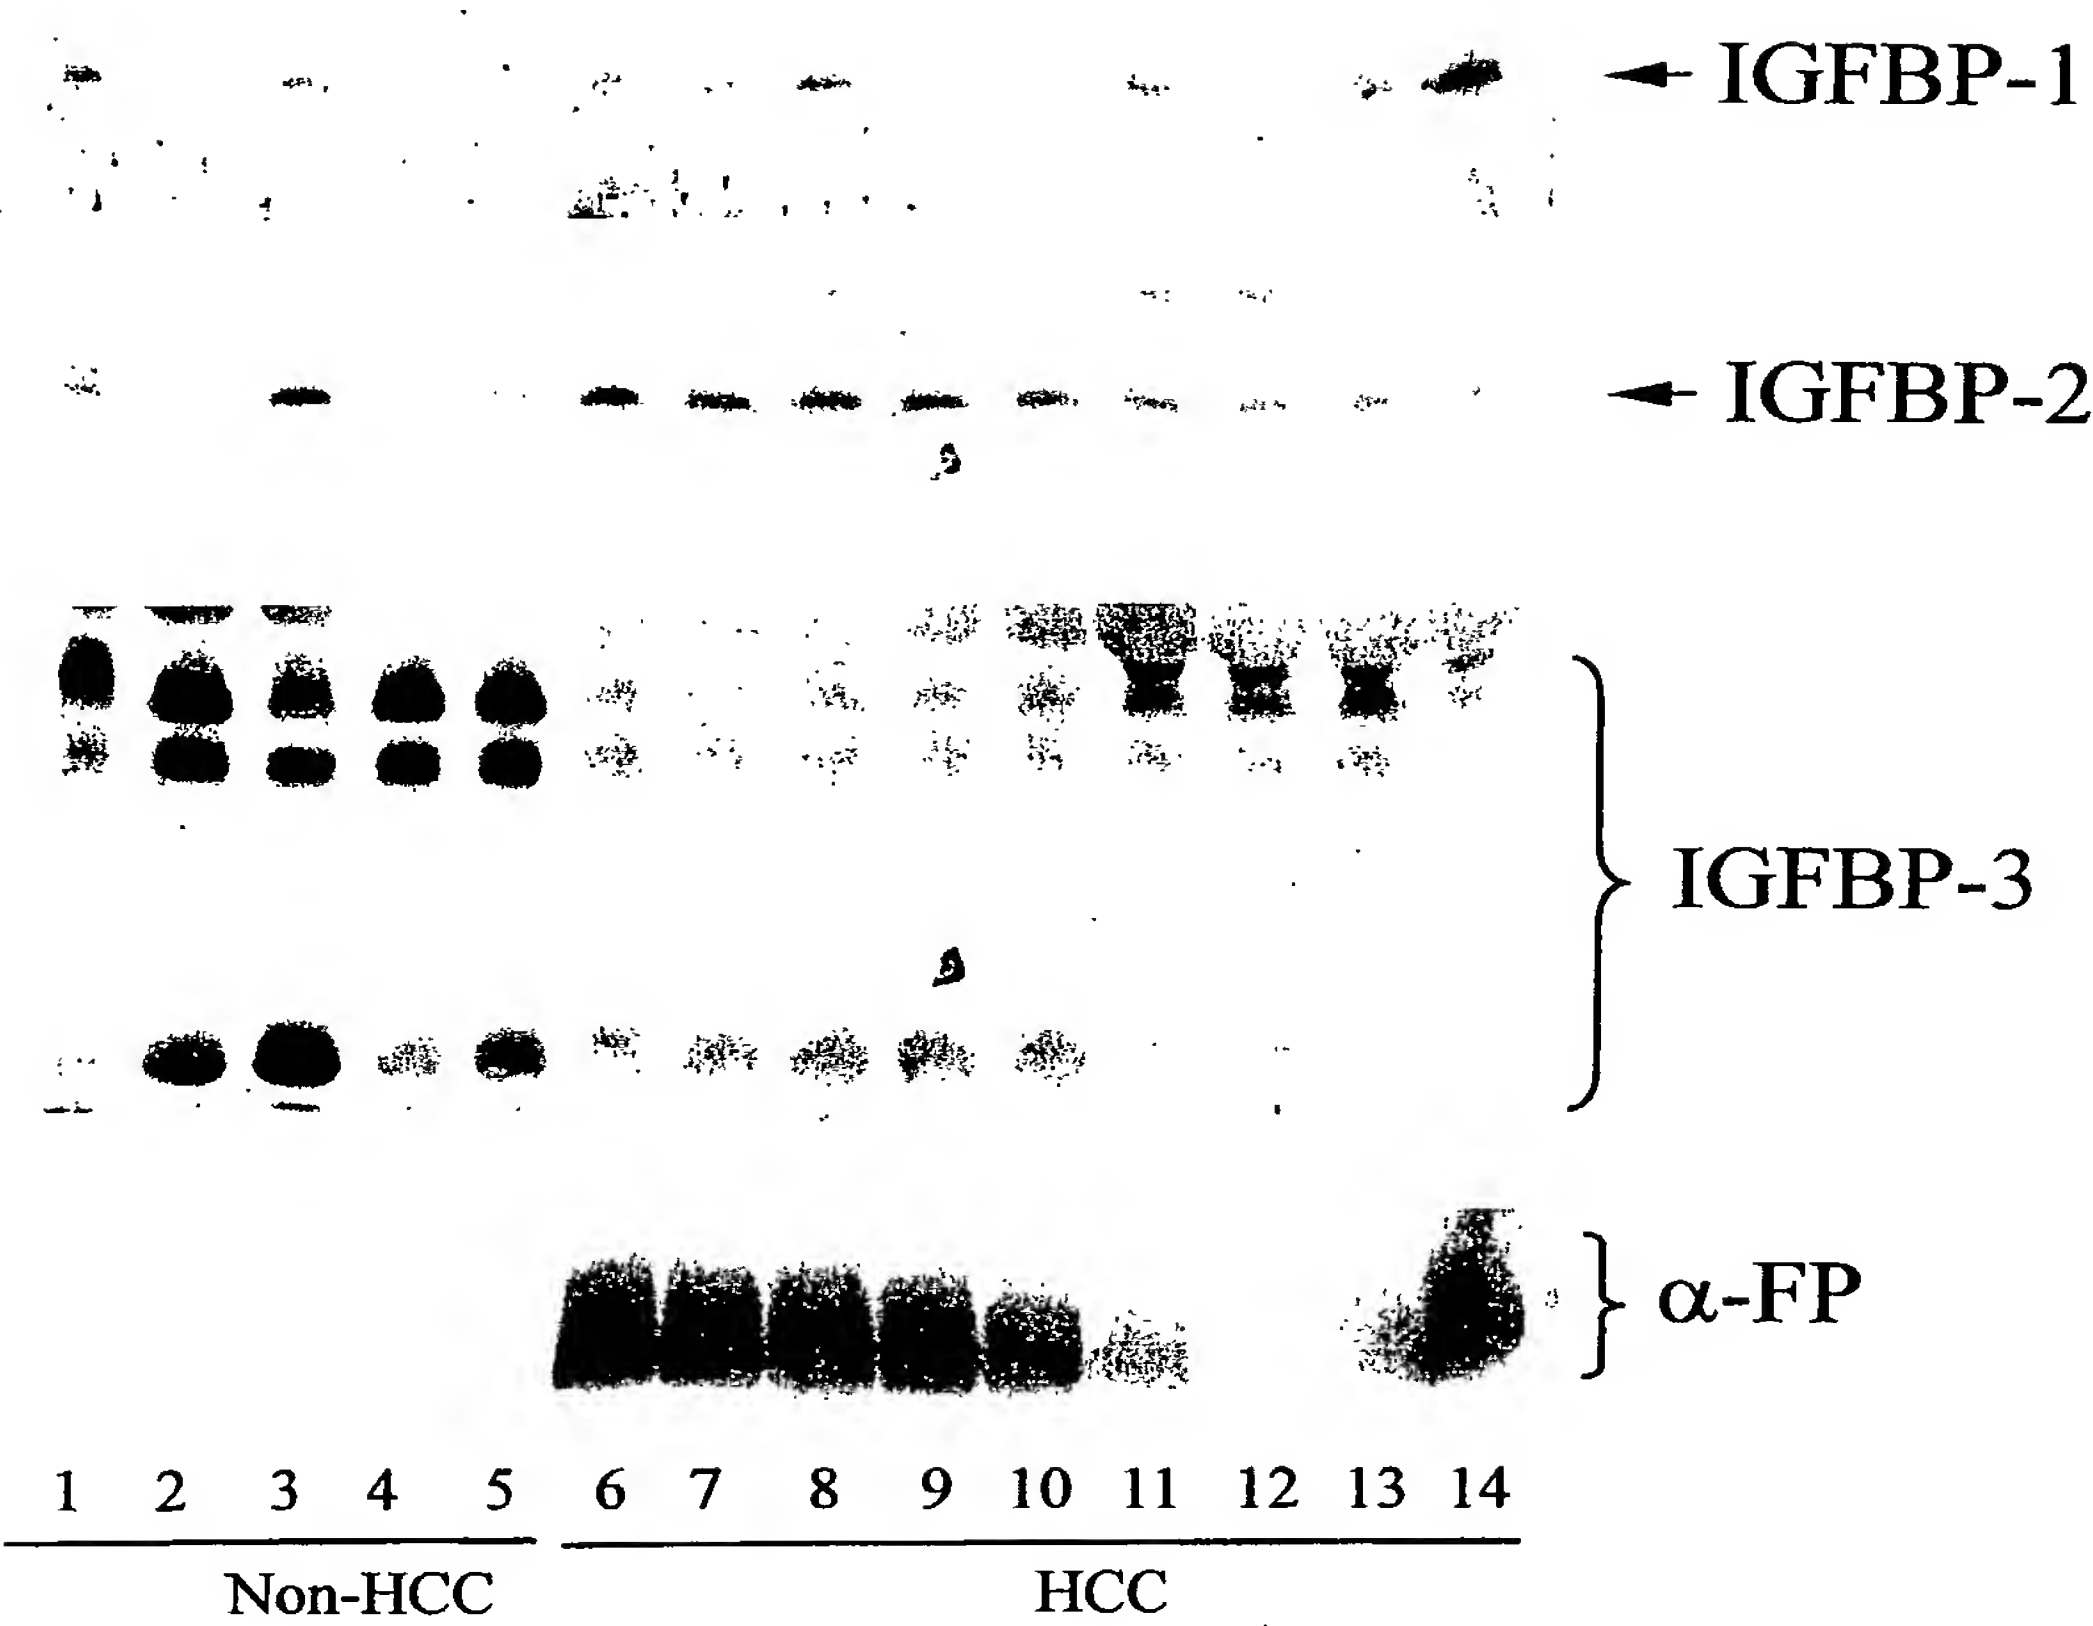 IGFBP-1
IGFBP-2
IGFBP-3
α-FP
1 2 3 4 5 6 7 8 9 10 11 12 13 14
Non-HCC HCC